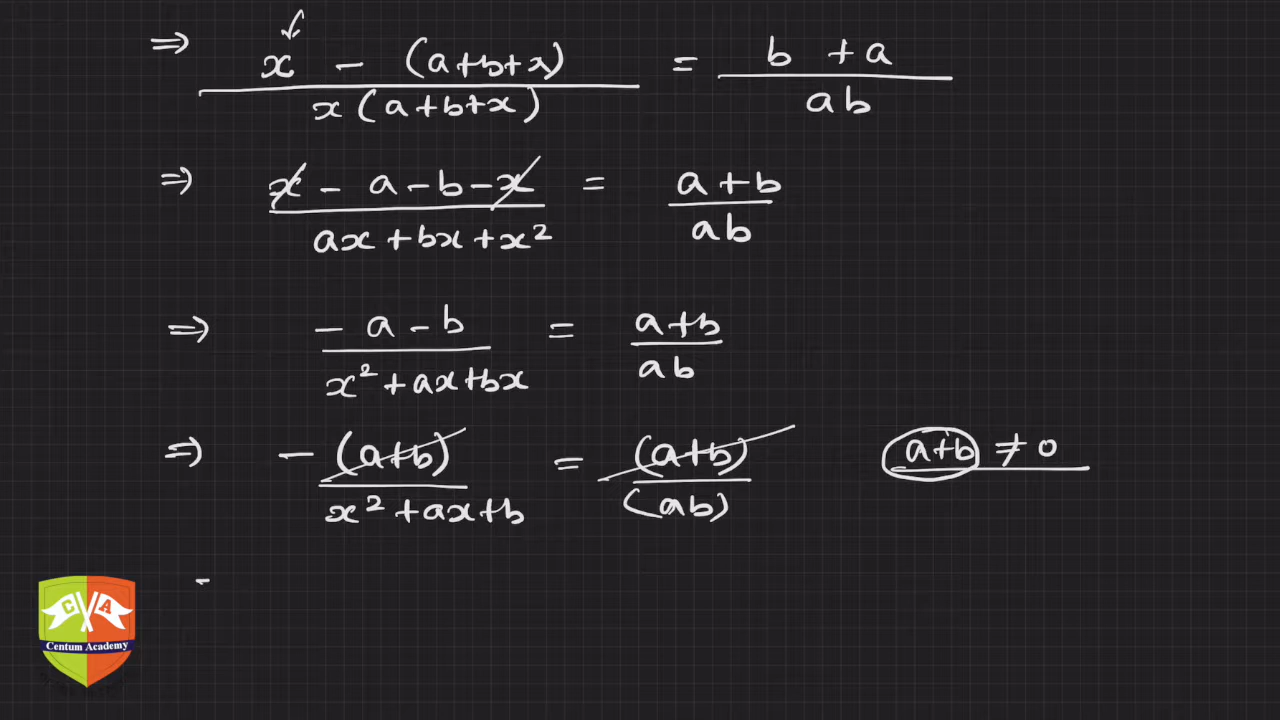 ⇒ x - (a+b+x) / x(a+b+x) = b + a / ab
⇒ x - a - b - x / ax + bx + x² = a + b / ab
⇒ - a - b / x² + ax + bx = a + b / ab
⇒ - (a+b) / x² + ax + b = (a+b) / (ab) a+b ≠ 0
-
C A
Centum Academy